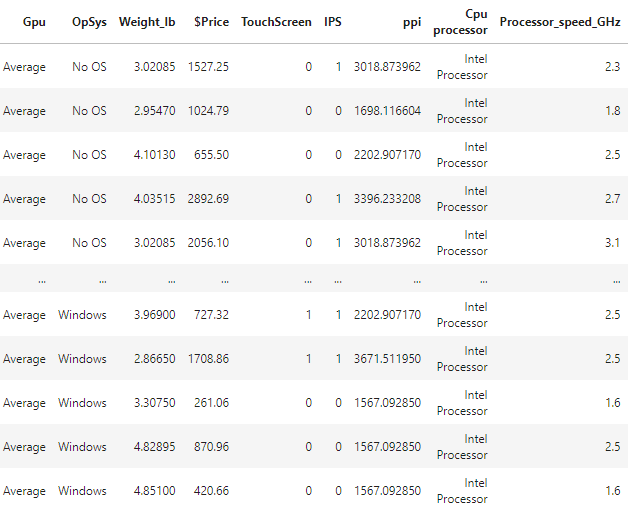 Gpu OpSys Weight_lb $Price TouchScreen IPS ppi Cpu processor Processor_speed_GHz
Average No OS 3.02085 1527.25 0 1 3018.873962 Intel Processor 2.3
Average No OS 2.95470 1024.79 0 0 1698.116604 Intel Processor 1.8
Average No OS 4.10130 655.50 0 0 2202.907170 Intel Processor 2.5
Average No OS 4.03515 2892.69 0 1 3396.233208 Intel Processor 2.7
Average No OS 3.02085 2056.10 0 1 3018.873962 Intel Processor 3.1
... ... ... ... ... ... ... ... ...
Average Windows 3.96900 727.32 1 1 2202.907170 Intel Processor 2.5
Average Windows 2.86650 1708.86 1 1 3671.511950 Intel Processor 2.5
Average Windows 3.30750 261.06 0 0 1567.092850 Intel Processor 1.6
Average Windows 4.82895 870.96 0 0 1567.092850 Intel Processor 2.5
Average Windows 4.85100 420.66 0 0 1567.092850 Intel Processor 1.6